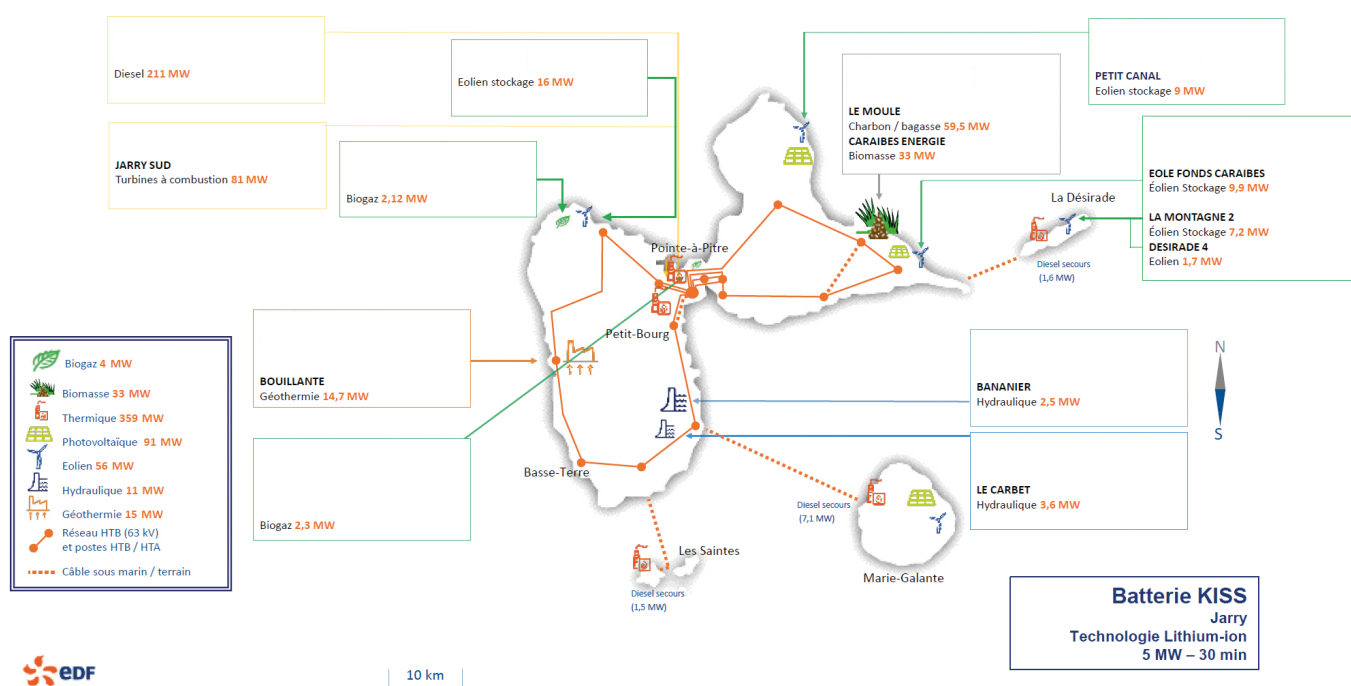 Diesel 211 MW
Eolien stockage 16 MW
JARRY SUD
Turbines à combustion 81 MW
Biogaz 2,12 MW
LE MOULE
Charbon / bagasse 59,5 MW
CARAIBES ENERGIE
Biomasse 33 MW
PETIT CANAL
Eolien stockage 9 MW
EOLE FONDS CARAIBES
Éolien Stockage 9,9 MW
LA MONTAGNE 2
Éolien Stockage 7,2 MW
DESIRADE 4
Eolien 1,7 MW
La Désirade
Diesel secours
(1,6 MW)
Pointe-à-Pitre
Petit-Bourg
BOUILLANTE
Géothermie 14,7 MW
BANANIER
Hydraulique 2,5 MW
N
S
LE CARBET
Hydraulique 3,6 MW
Basse-Terre
Biogaz 2,3 MW
Diesel secours
(7,1 MW)
Marie-Galante
Les Saintes
Diesel secours
(1,5 MW)
Biogaz 4 MW
Biomasse 33 MW
Thermique 359 MW
Photovoltaïque 91 MW
Eolien 56 MW
Hydraulique 11 MW
Géothermie 15 MW
Réseau HTB (63 kV)
et postes HTB / HTA
Câble sous marin / terrain
Batterie KISS
Jarry
Technologie Lithium-ion
5 MW – 30 min
eDF
10 km